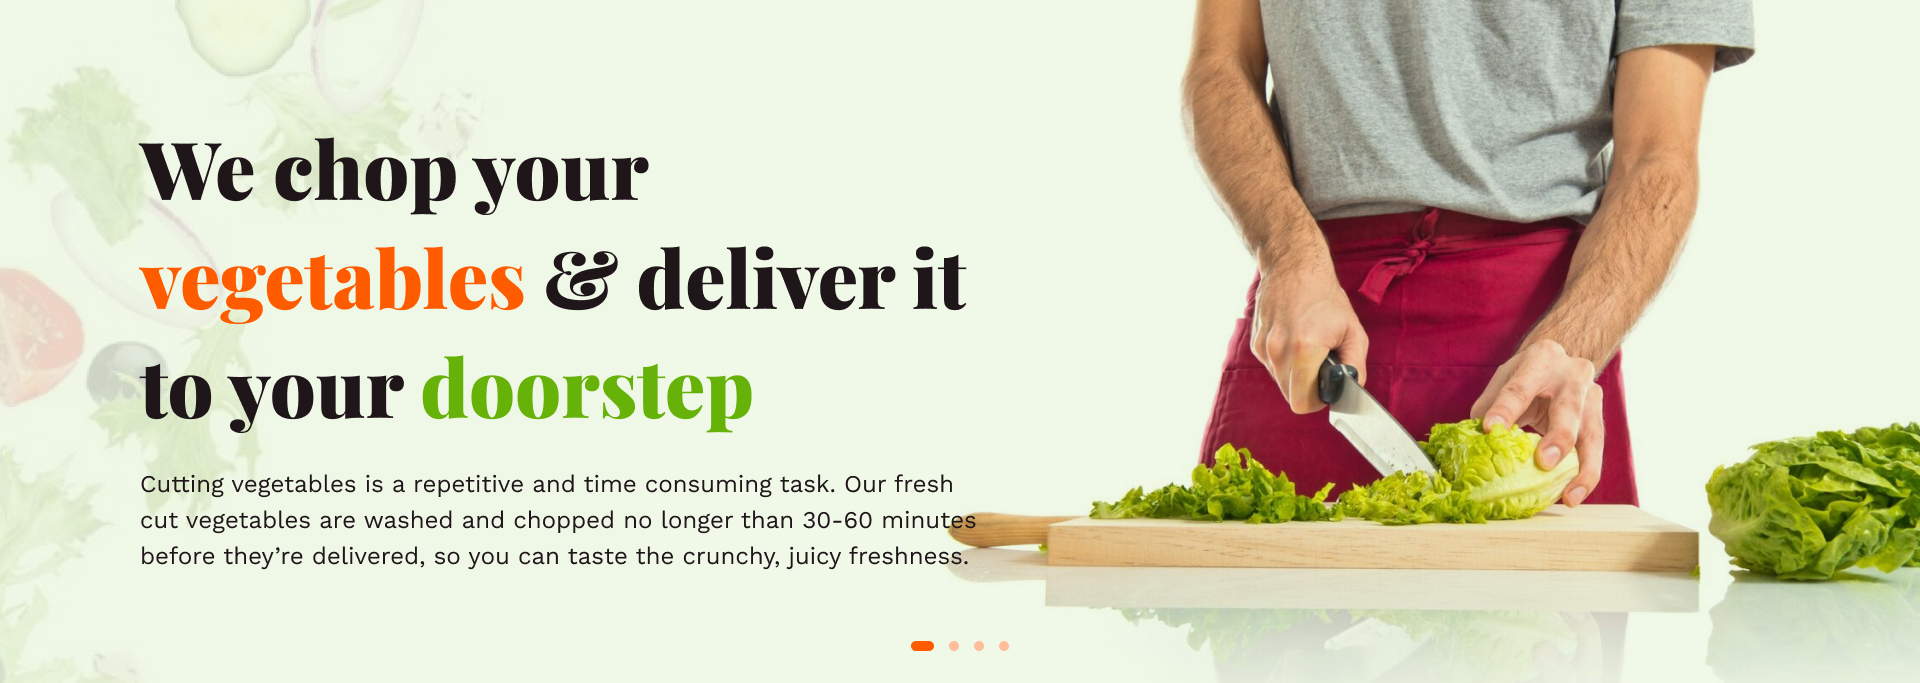 We chop your
vegetables & deliver it
to your doorstep
Cutting vegetables is a repetitive and time consuming task. Our fresh
cut vegetables are washed and chopped no longer than 30-60 minutes
before they’re delivered, so you can taste the crunchy, juicy freshness.